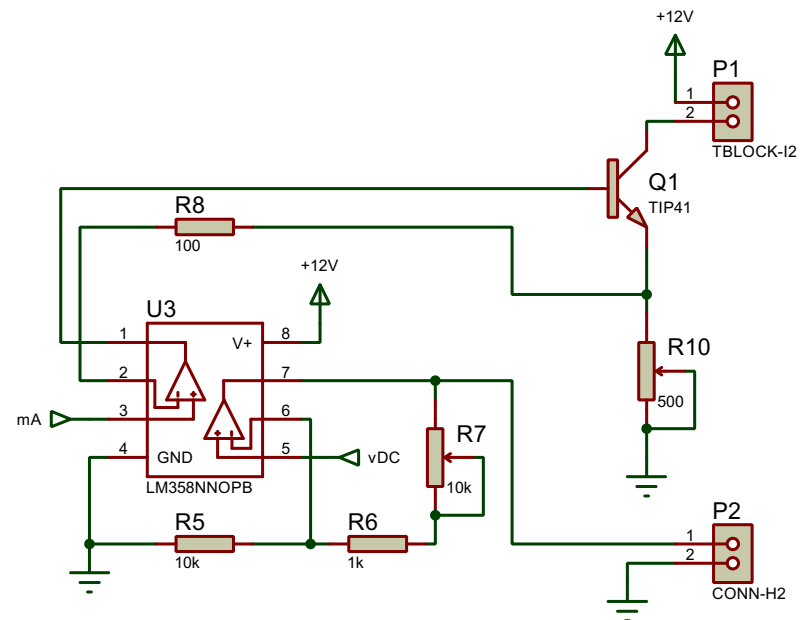 +12V
P1
1
2
TBLOCK-I2
Q1
TIP41
R8
100
+12V
U3
1
8
V+
2
7
mA
3
6
4
GND
5
vDC
LM358NNOPB
R10
500
R7
10k
R5
10k
R6
1k
P2
1
2
CONN-H2